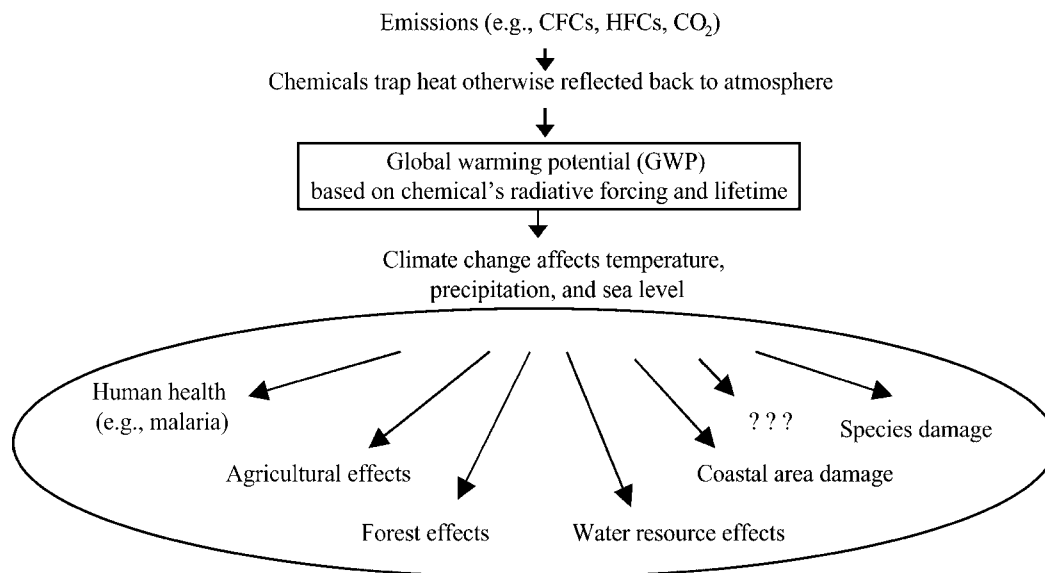 Emissions (e.g., CFCs, HFCs, CO₂)
Chemicals trap heat otherwise reflected back to atmosphere
Global warming potential (GWP)
based on chemical’s radiative forcing and lifetime
Climate change affects temperature,
precipitation, and sea level
Human health
(e.g., malaria)
? ? ?
Species damage
Agricultural effects
Coastal area damage
Forest effects
Water resource effects